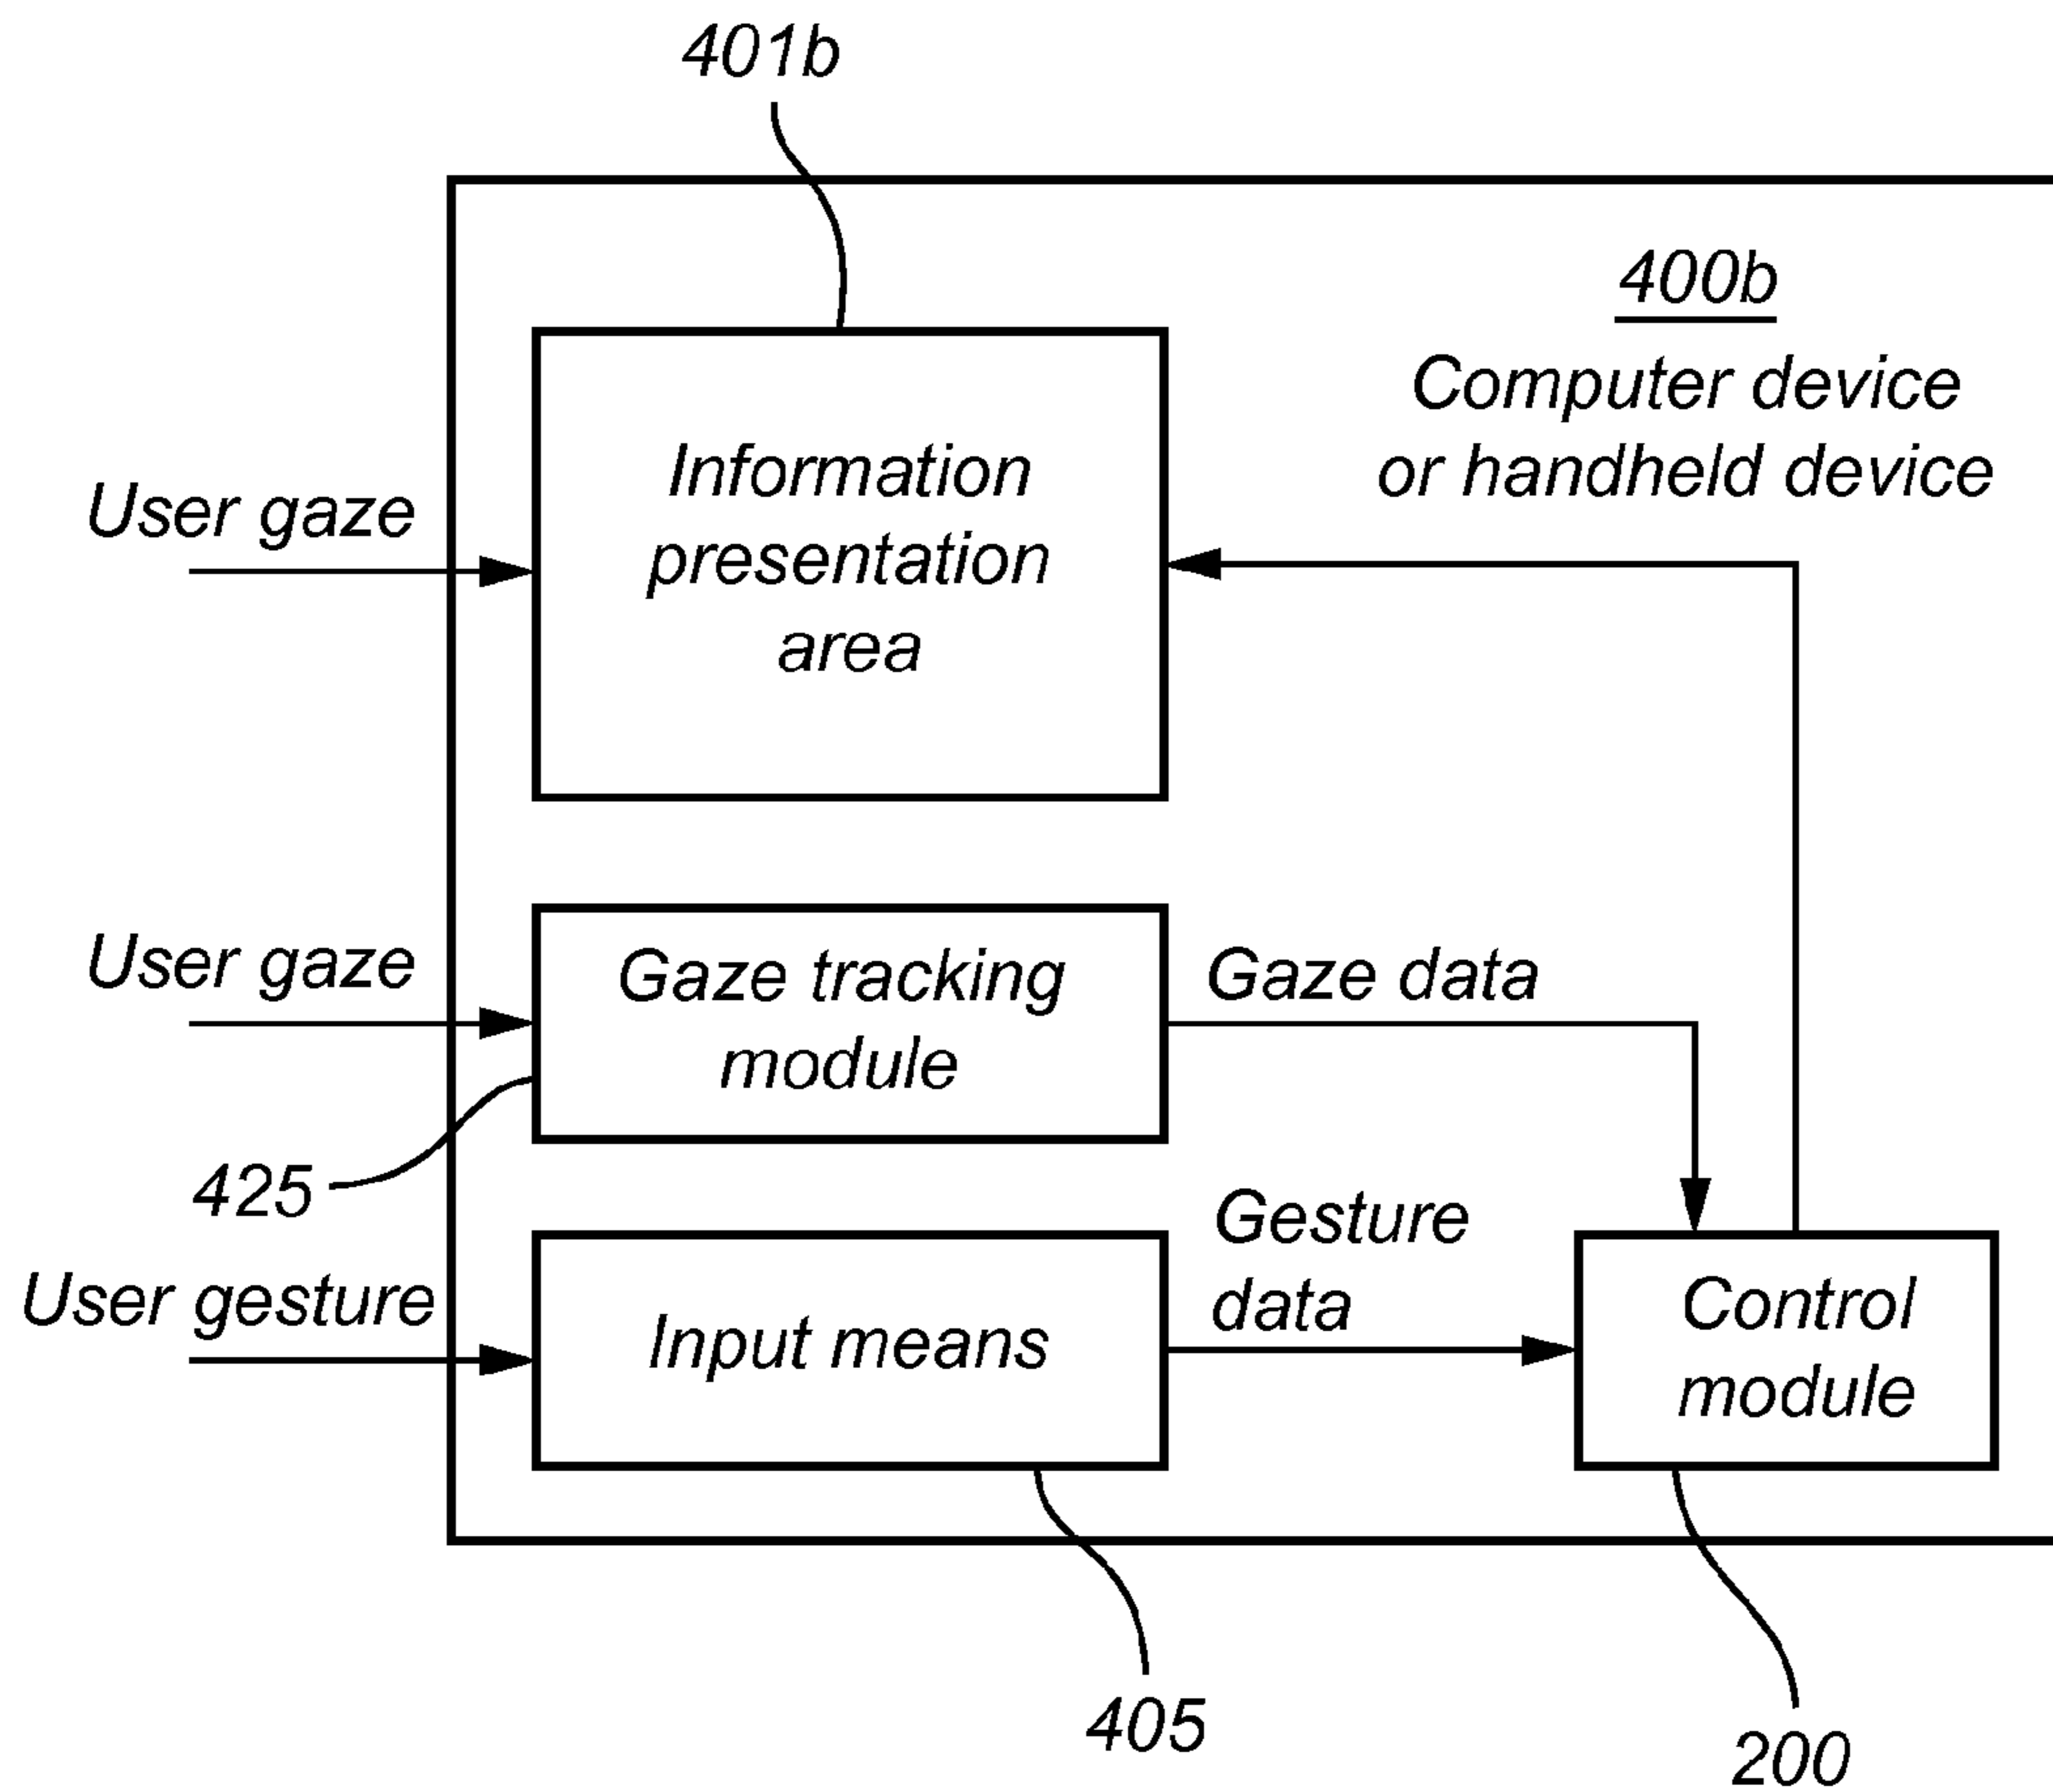 401b
400b
Computer device
or handheld device
Information
presentation
area
User gaze
User gaze
Gaze tracking
module
Gaze data
425
Gesture
data
User gesture
Input means
Control
module
405
200